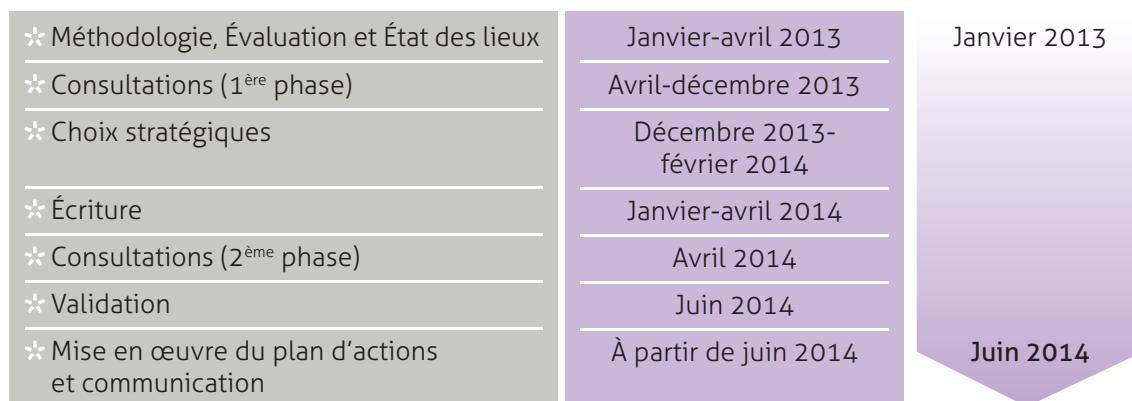 Méthodologie, Évaluation et État des lieux
Janvier-avril 2013
Janvier 2013
Consultations (1ère phase)
Avril-décembre 2013
Choix stratégiques
Décembre 2013-
février 2014
Écriture
Janvier-avril 2014
Consultations (2ème phase)
Avril 2014
Validation
Juin 2014
Mise en œuvre du plan d'actions
et communication
À partir de juin 2014
Juin 2014